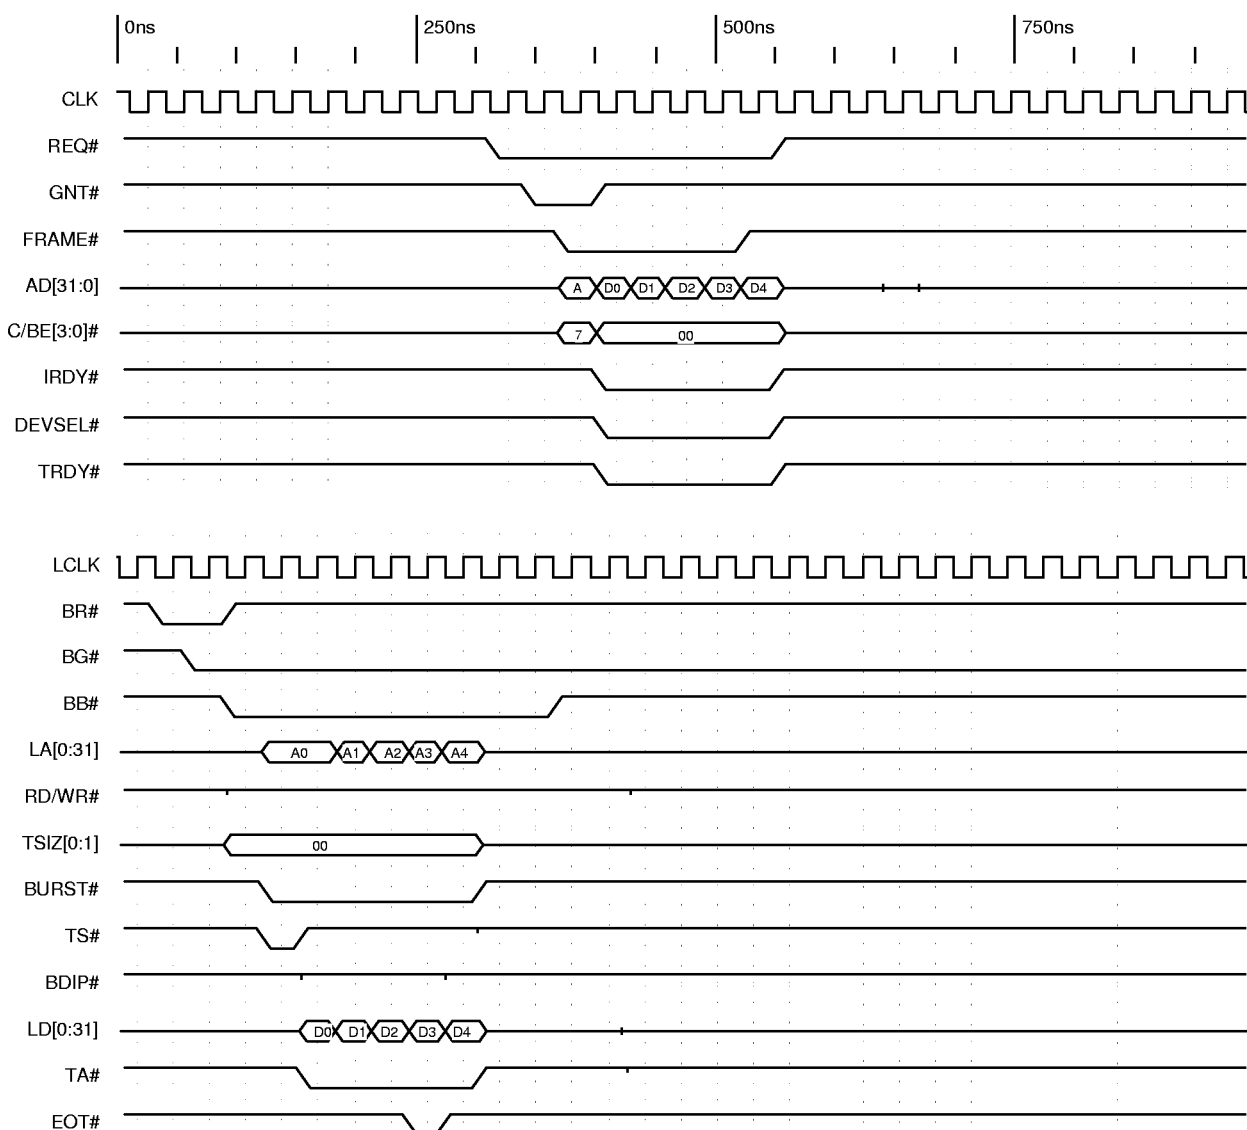 0ns 250ns 500ns 750ns
CLK
REQ#
GNT#
FRAME#
AD[31:0] A D0 D1 D2 D3 D4
C/BE[3:0]# 7 00
IRDY#
DEVSEL#
TRDY#
LCLK
BR#
BG#
BB#
LA[0:31] A0 A1 A2 A3 A4
RD/WR#
TSIZ[0:1] 00
BURST#
TS#
BDIP#
LD[0:31] D0 D1 D2 D3 D4
TA#
EOT#